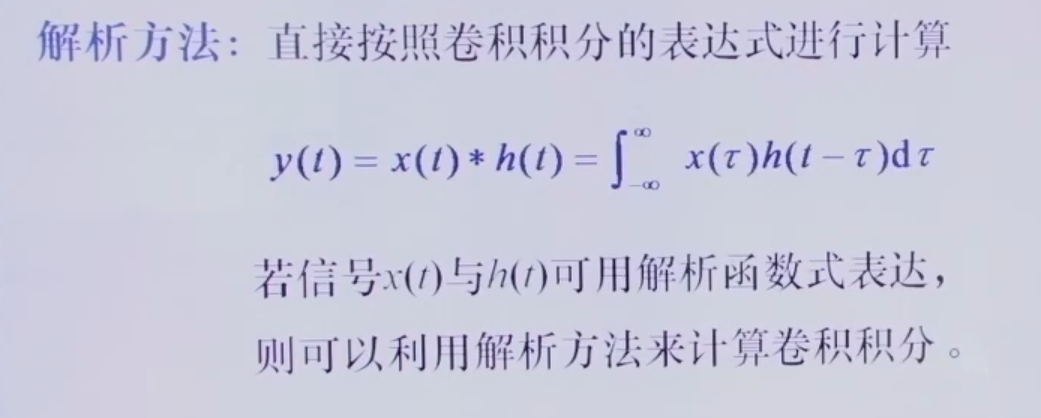 解析方法：直接按照卷积积分的表达式进行计算
y(t) = x(t) * h(t) = ∫_{-∞}^{∞} x(τ)h(t − τ)dτ
若信号x(t)与h(t)可用解析函数式表达，
则可以利用解析方法来计算卷积积分。